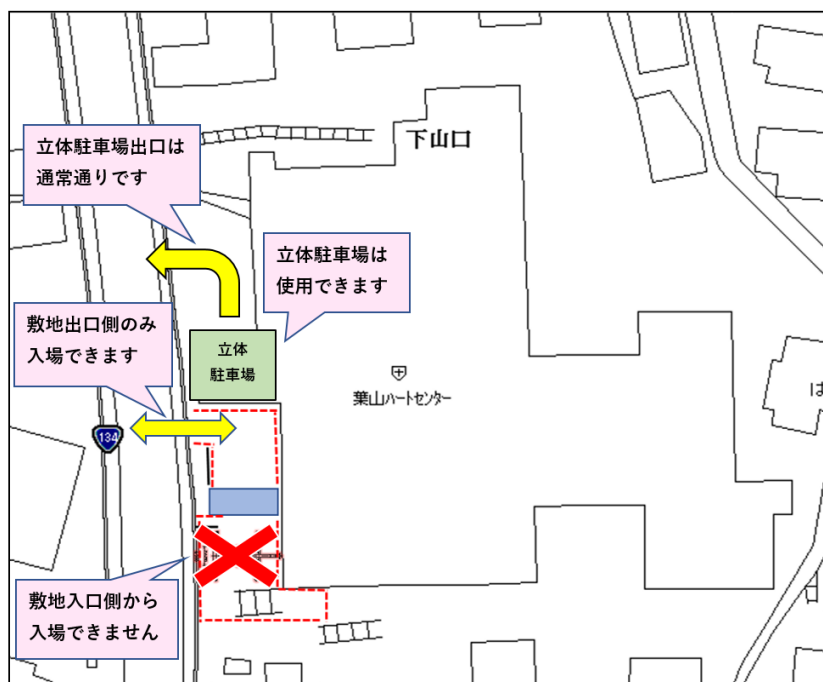 下山口
立体駐車場出口は
通常通りです
立体駐車場は
使用できます
敷地出口側のみ
入場できます
立体
駐車場
葉山ハートセンター
は
134
敷地入口側から
入場できません